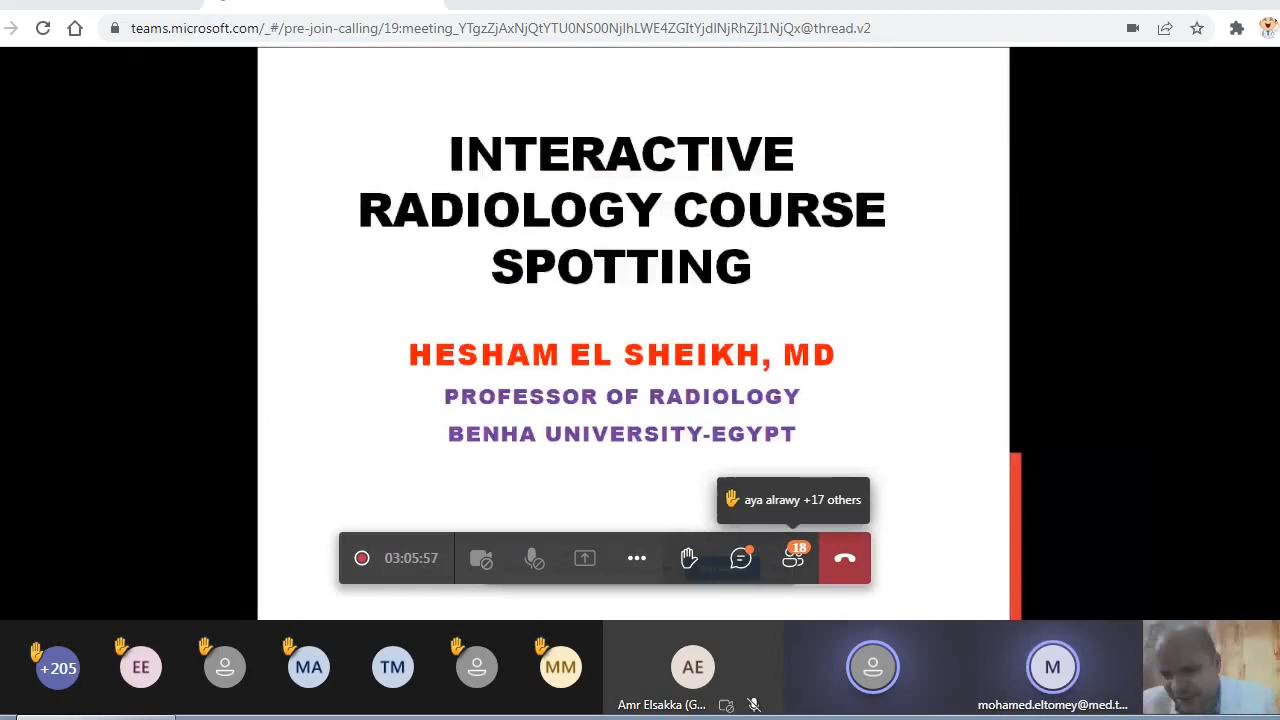 teams.microsoft.com/_#/pre-join-calling/19:meeting_YTgzZjAxNjQtYTU0NS00NjlhLWE4ZGItYjdlNjRhZjI1NjQx@thread.v2
INTERACTIVE
RADIOLOGY COURSE
SPOTTING
HESHAM EL SHEIKH, MD
PROFESSOR OF RADIOLOGY
BENHA UNIVERSITY-EGYPT
aya alrawy +17 others
03:05:57
18
+205
EE
MA
TM
MM
AE
M
Amr Elsakka (G...
mohamed.eltomey@med.t...